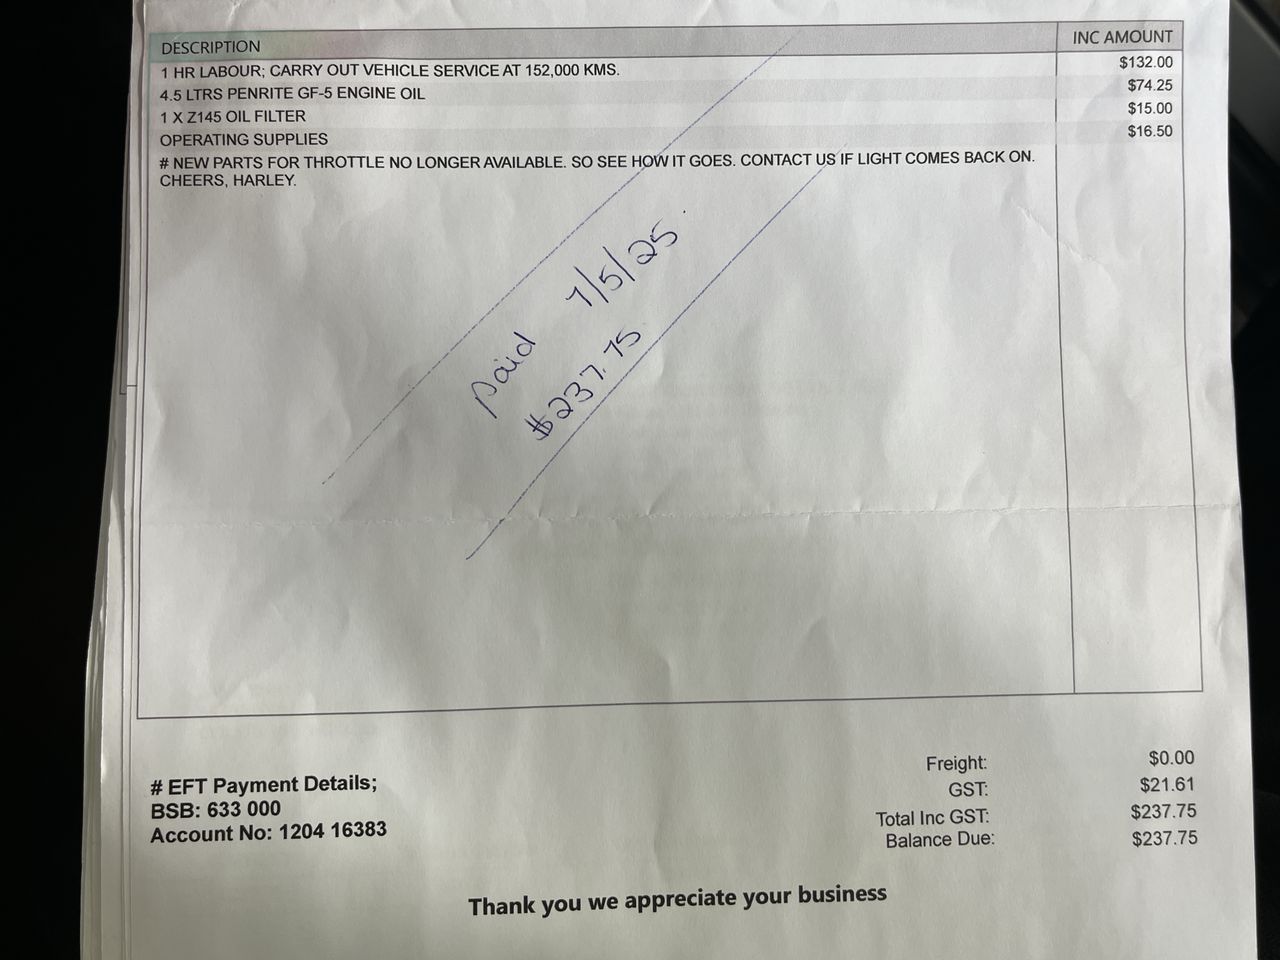 DESCRIPTION INC AMOUNT
1 HR LABOUR; CARRY OUT VEHICLE SERVICE AT 152,000 KMS. $132.00
4.5 LTRS PENRITE GF-5 ENGINE OIL $74.25
1 X Z145 OIL FILTER $15.00
OPERATING SUPPLIES $16.50
# NEW PARTS FOR THROTTLE NO LONGER AVAILABLE. SO SEE HOW IT GOES. CONTACT US IF LIGHT COMES BACK ON.
CHEERS, HARLEY.
Paid 7/5/25
$237.75
# EFT Payment Details;
BSB: 633 000
Account No: 1204 16383
Freight: $0.00
GST: $21.61
Total Inc GST: $237.75
Balance Due: $237.75
Thank you we appreciate your business